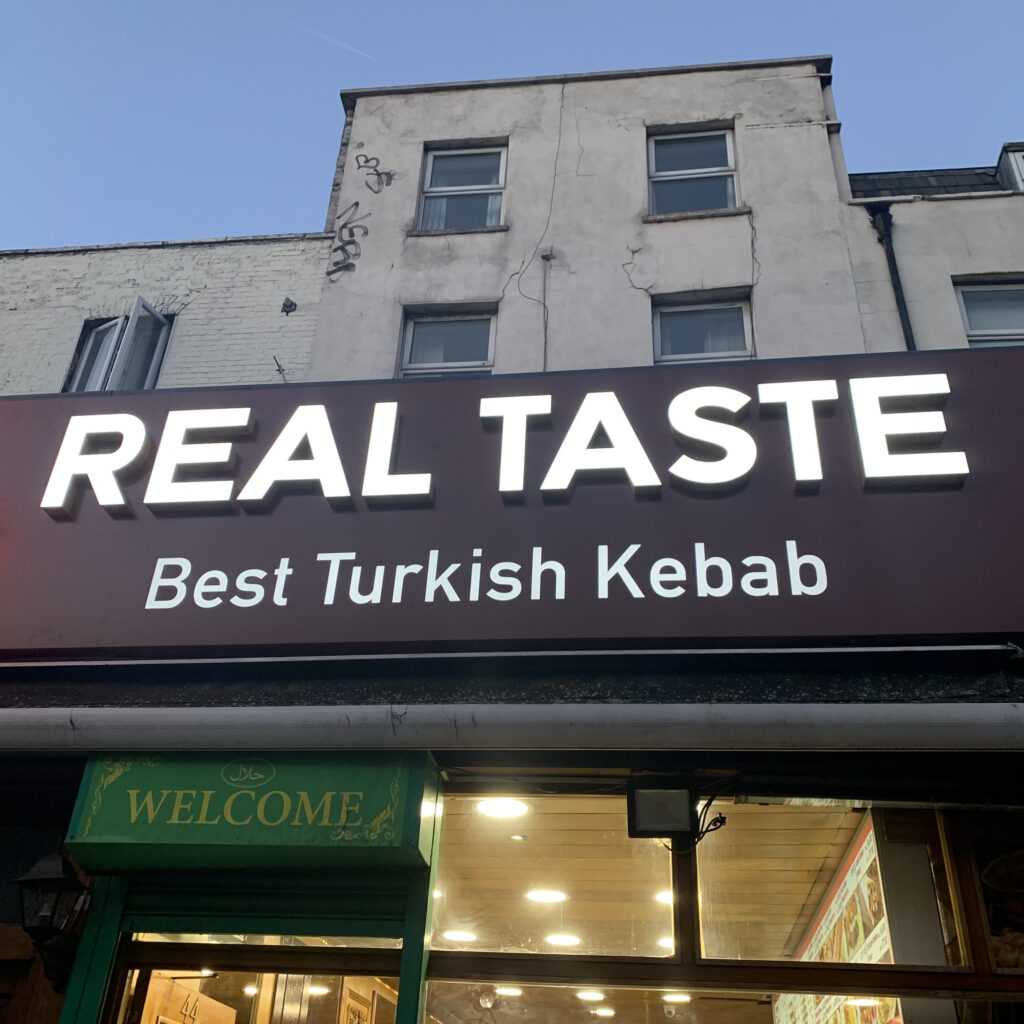 REAL TASTE
Best Turkish Kebab
حلال
WELCOME
44